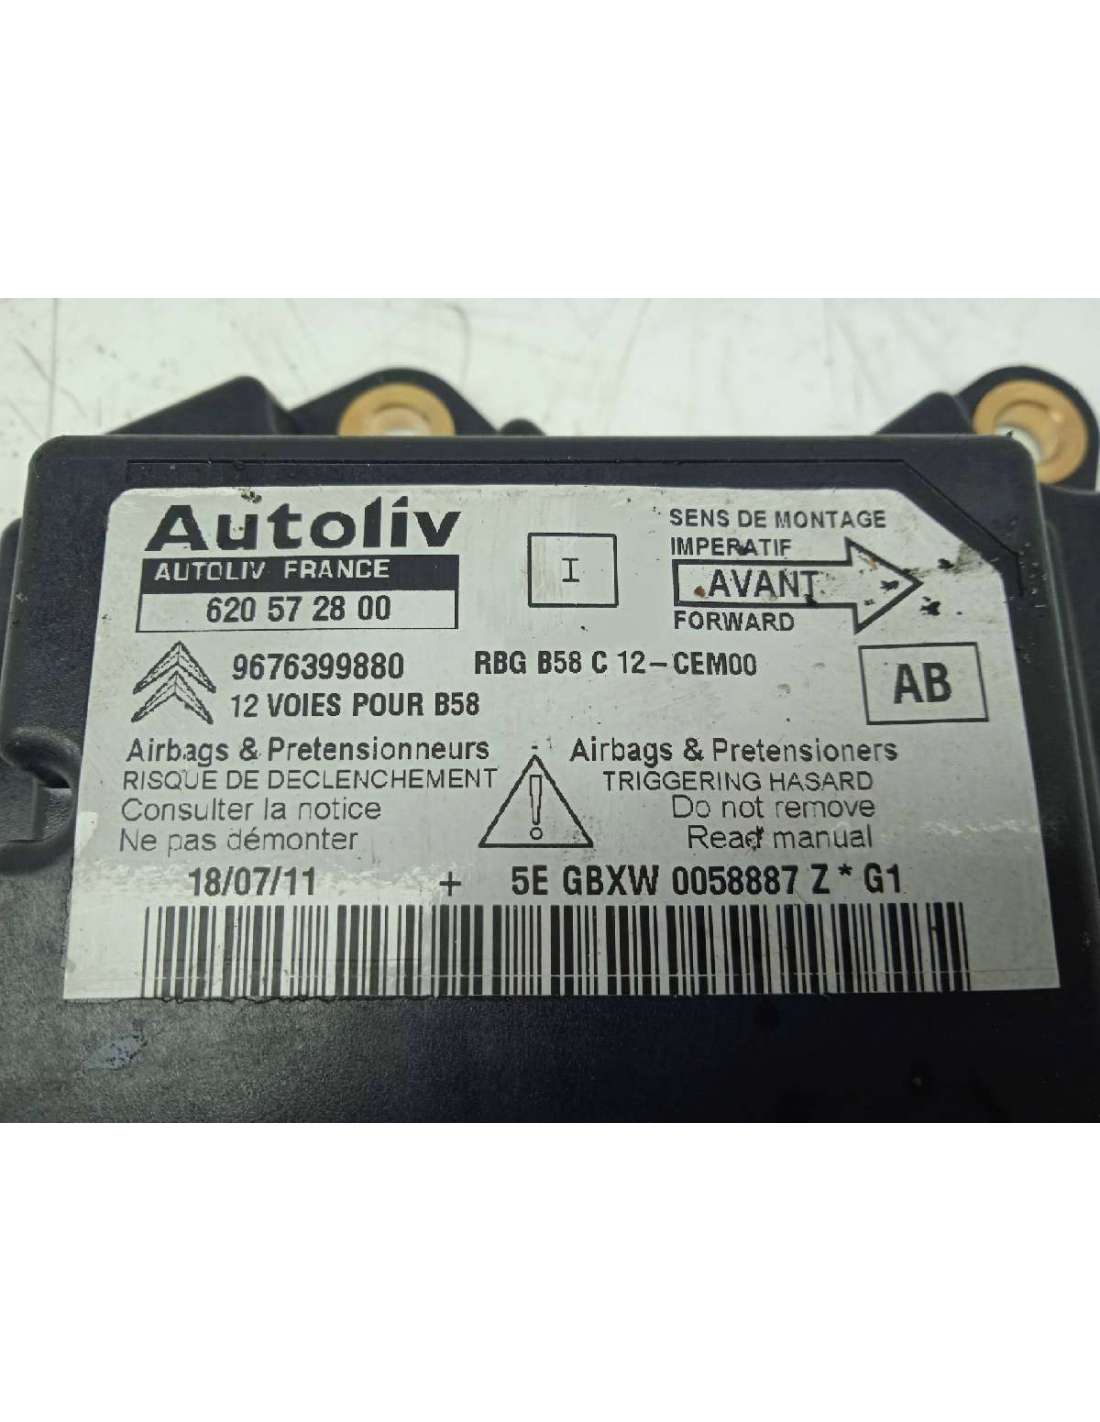 Autoliv
AUTOLIV FRANCE
620 57 28 00
I
SENS DE MONTAGE
IMPERATIF
AVANT
FORWARD
9676399880
RBG B58 C 12-CEM00
12 VOIES POUR B58
AB
Airbags & Pretensionneurs
RISQUE DE DECLENCHEMENT
Consulter la notice
Ne pas démonter
!
Airbags & Pretensioners
TRIGGERING HASARD
Do not remove
Read manual
18/07/11 + 5E GBXW 0058887 Z * G1